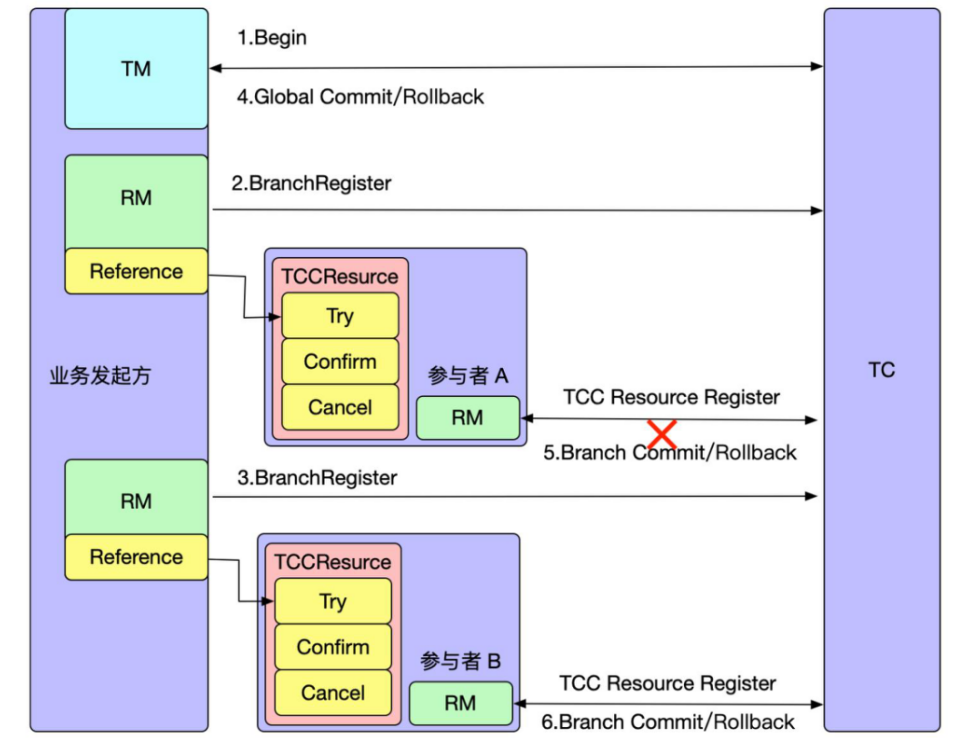 TM
1.Begin
4.Global Commit/Rollback
RM
2.BranchRegister
Reference
TCCResurce
Try
Confirm
Cancel
参与者 A
RM
业务发起方
TC
TCC Resource Register
5.Branch Commit/Rollback
RM
3.BranchRegister
Reference
TCCResurce
Try
Confirm
Cancel
参与者 B
RM
TCC Resource Register
6.Branch Commit/Rollback